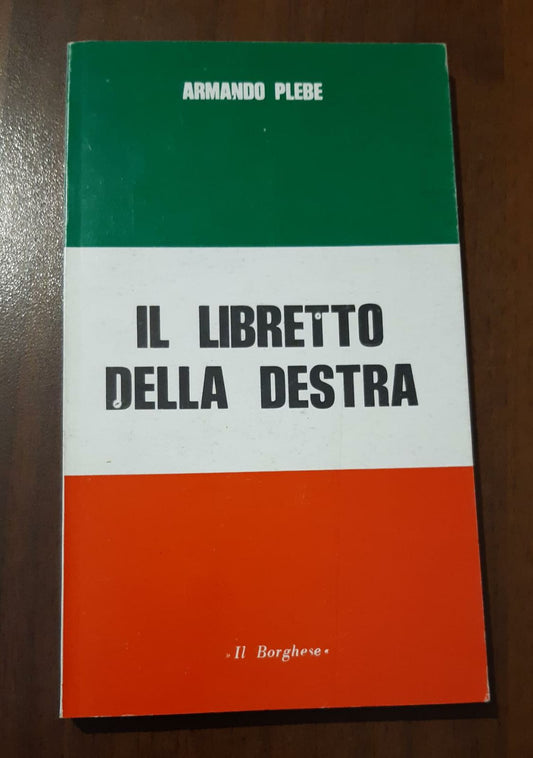 ARMANDO PLEBE
IL LIBRETTO
DELLA DESTRA
»Il Borghese«